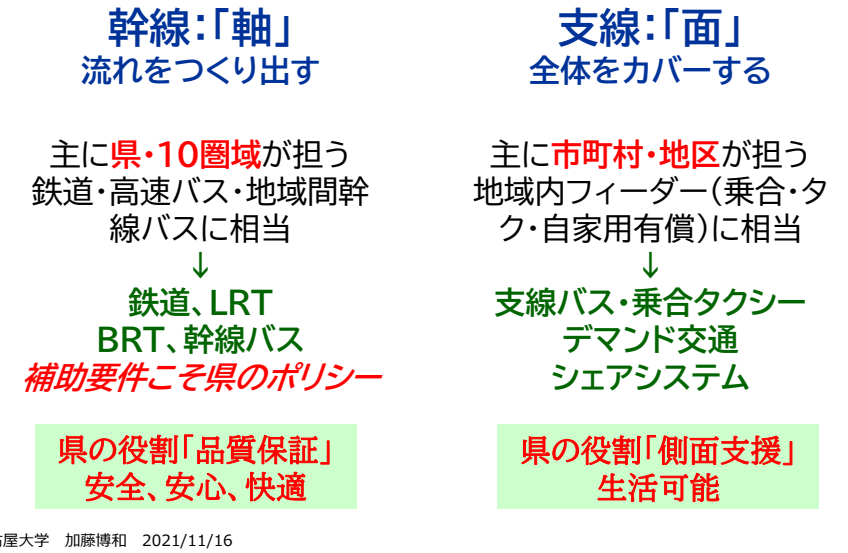 幹線：「軸」
流れをつくり出す
主に県・10圏域が担う
鉄道・高速バス・地域間幹
線バスに相当
↓
鉄道、LRT
BRT、幹線バス
補助要件こそ県のポリシー
県の役割「品質保証」
安全、安心、快適
支線：「面」
全体をカバーする
主に市町村・地区が担う
地域内フィーダー（乗合・タ
ク・自家用有償）に相当
↓
支線バス・乗合タクシー
デマンド交通
シェアシステム
県の役割「側面支援」
生活可能
屋大学　加藤博和　2021/11/16